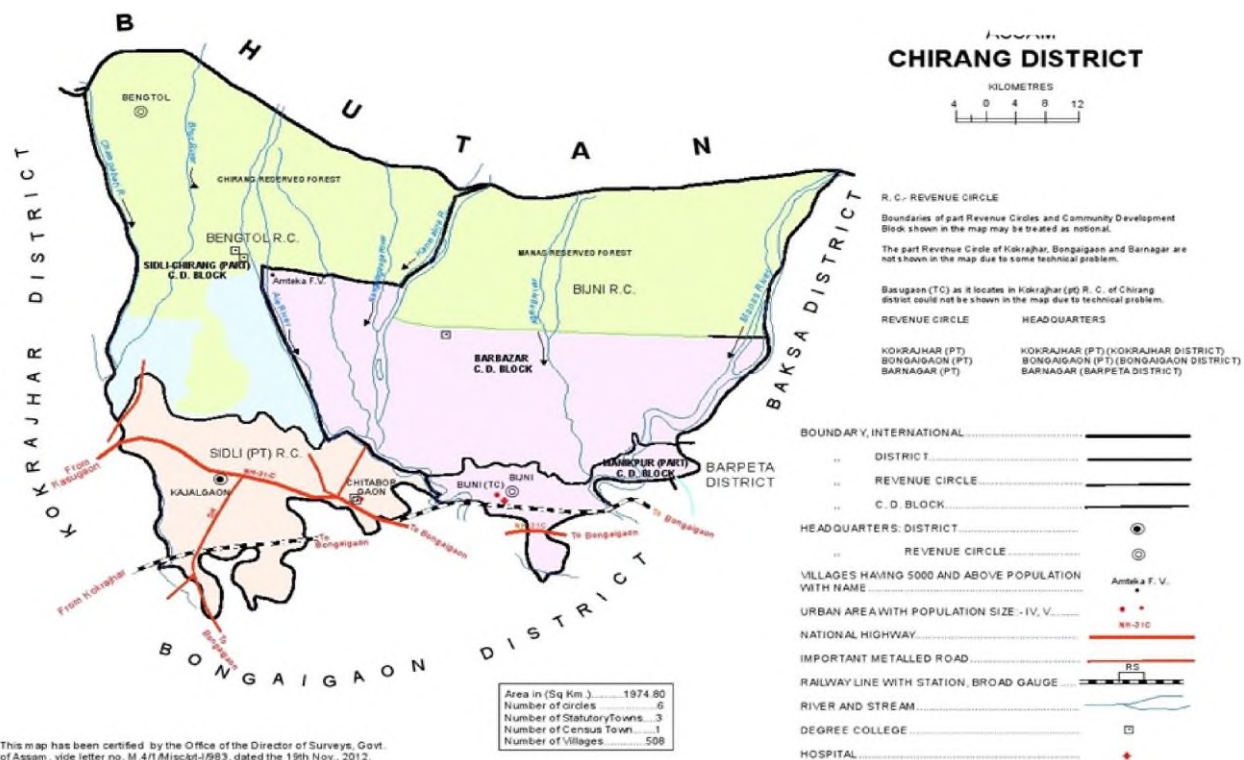 ASSAM
CHIRANG DISTRICT
KILOMETRES
4 0 4 8 12
B H U T A N
KOKRAJHAR DISTRICT
BAKSA DISTRICT
BARPETA
DISTRICT
BONGAIGAON DISTRICT
BENGTOL
CHIRANG RESERVED FOREST
BENGTOL R.C.
SIDLI-CHIRANG (PART)
C. D. BLOCK
Amteka F.V.
Aie River
MANAS RESERVED FOREST
BIJNI R.C.
Manas River
BARBAZAR
C. D. BLOCK
MANIKPUR (PART)
C. D. BLOCK
SIDLI (PT) R.C.
NH-31C
KAJALGAON
CHITABOR
GAON
BIJNI
BIJNI (TC)
NH-31C
From
Kasugaon
From Kokrajhar
To
Bongaigaon
To Bongaigaon
To Bongaigaon
To Bongaigaon
To
Bongaigaon
R. C.- REVENUE CIRCLE
Boundaries of part Revenue Circles and Community Development
Block shown in the map may be treated as notional.
The part Revenue Circle of Kokrajhar, Bongaigaon and Barnagar are
not shown in the map due to some technical problem.
Basugaon (TC) as it locates in Kokrajhar (pt) R. C. of Chirang
district could not be shown in the map due to technical problem.
REVENUE CIRCLE HEADQUARTERS
KOKRAJHAR (PT) KOKRAJHAR (PT) (KOKRAJHAR DISTRICT)
BONGAIGAON (PT) BONGAIGAON (PT) (BONGAIGAON DISTRICT)
BARNAGAR (PT) BARNAGAR (BARPETA DISTRICT)
BOUNDARY, INTERNATIONAL
,, DISTRICT
,, REVENUE CIRCLE
,, C. D. BLOCK
HEADQUARTERS: DISTRICT
,, REVENUE CIRCLE
VILLAGES HAVING 5000 AND ABOVE POPULATION
WITH NAME
Amteka F. V.
URBAN AREA WITH POPULATION SIZE:- IV, V
NATIONAL HIGHWAY
NH-31C
IMPORTANT METALLED ROAD
RAILWAY LINE WITH STATION, BROAD GAUGE
RS
RIVER AND STREAM
DEGREE COLLEGE
HOSPITAL
Area in (Sq Km.)..........1974.80
Number of circles ...............6
Number of Statutory Towns....3
Number of Census Town......1
Number of Villages..........508
This map has been certified by the Office of the Director of Surveys, Govt.
of Assam, vide letter no. M.4/1/Misc/pt-I/983, dated the 19th Nov., 2012.